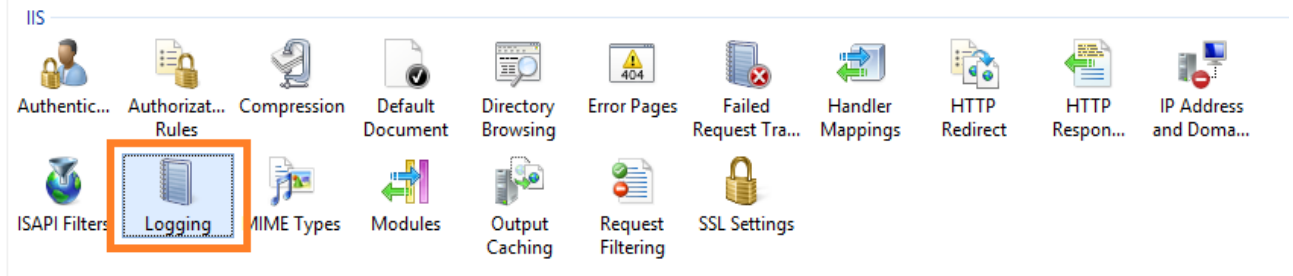 IIS
Authentic... Authorizat... Rules
Compression
Default Document
Directory Browsing
404
Error Pages
Failed Request Tra...
Handler Mappings
HTTP Redirect
HTTP Respon...
IP Address and Doma...
ISAPI Filters
Logging
MIME Types
Modules
Output Caching
Request Filtering
SSL Settings